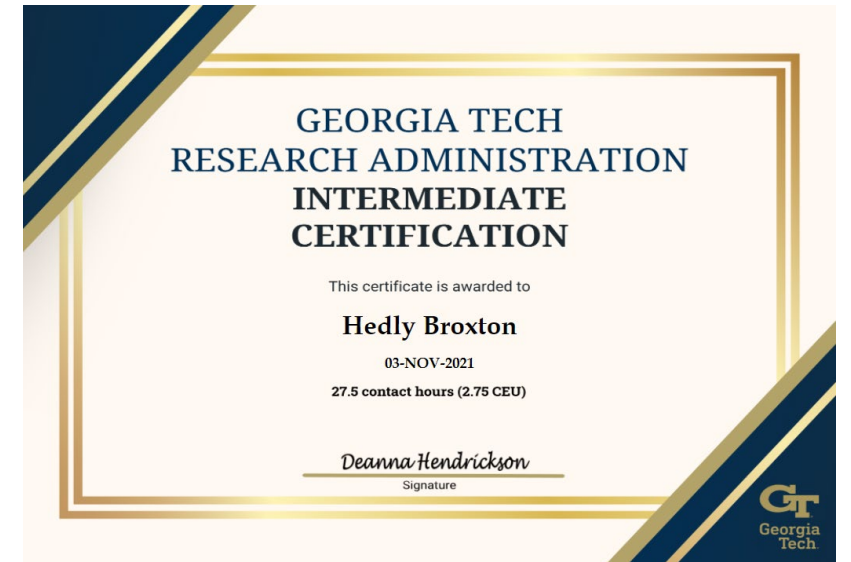 GEORGIA TECH
RESEARCH ADMINISTRATION
INTERMEDIATE
CERTIFICATION
This certificate is awarded to
Hedly Broxton
03-NOV-2021
27.5 contact hours (2.75 CEU)
Deanna Hendrickson
Signature
GT
Georgia
Tech